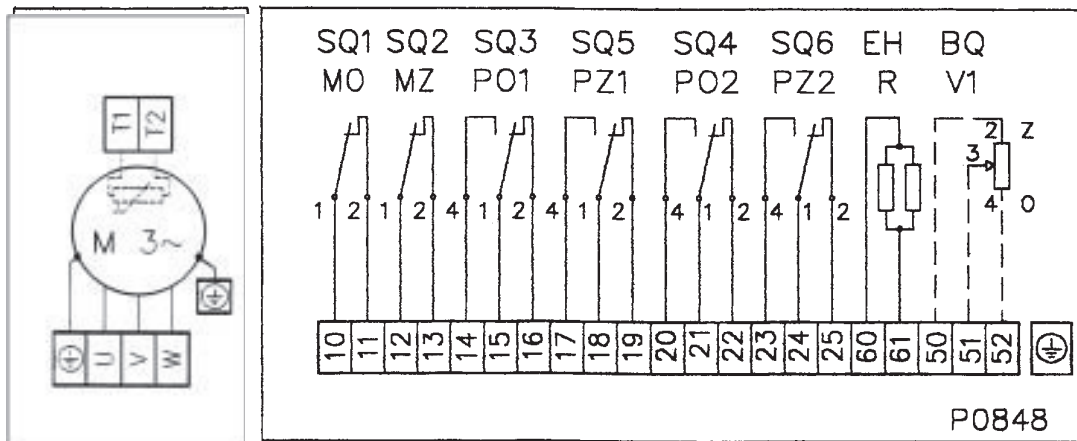 T1 T2
M 3~
U V W
SQ1 SQ2 SQ3 SQ5 SQ4 SQ6 EH BQ
MO MZ PO1 PZ1 PO2 PZ2 R V1
2 Z
3
1 2 1 2 4 1 2 4 1 2 4 1 2 4 1 2 4 O
10 11 12 13 14 15 16 17 18 19 20 21 22 23 24 25 60 61 50 51 52
P0848